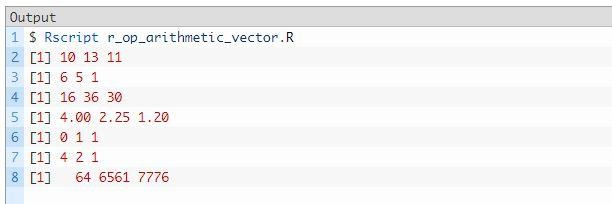 Output
1 $ Rscript r_op_arithmetic_vector.R
2 [1] 10 13 11
3 [1] 6 5 1
4 [1] 16 36 30
5 [1] 4.00 2.25 1.20
6 [1] 0 1 1
7 [1] 4 2 1
8 [1]   64 6561 7776